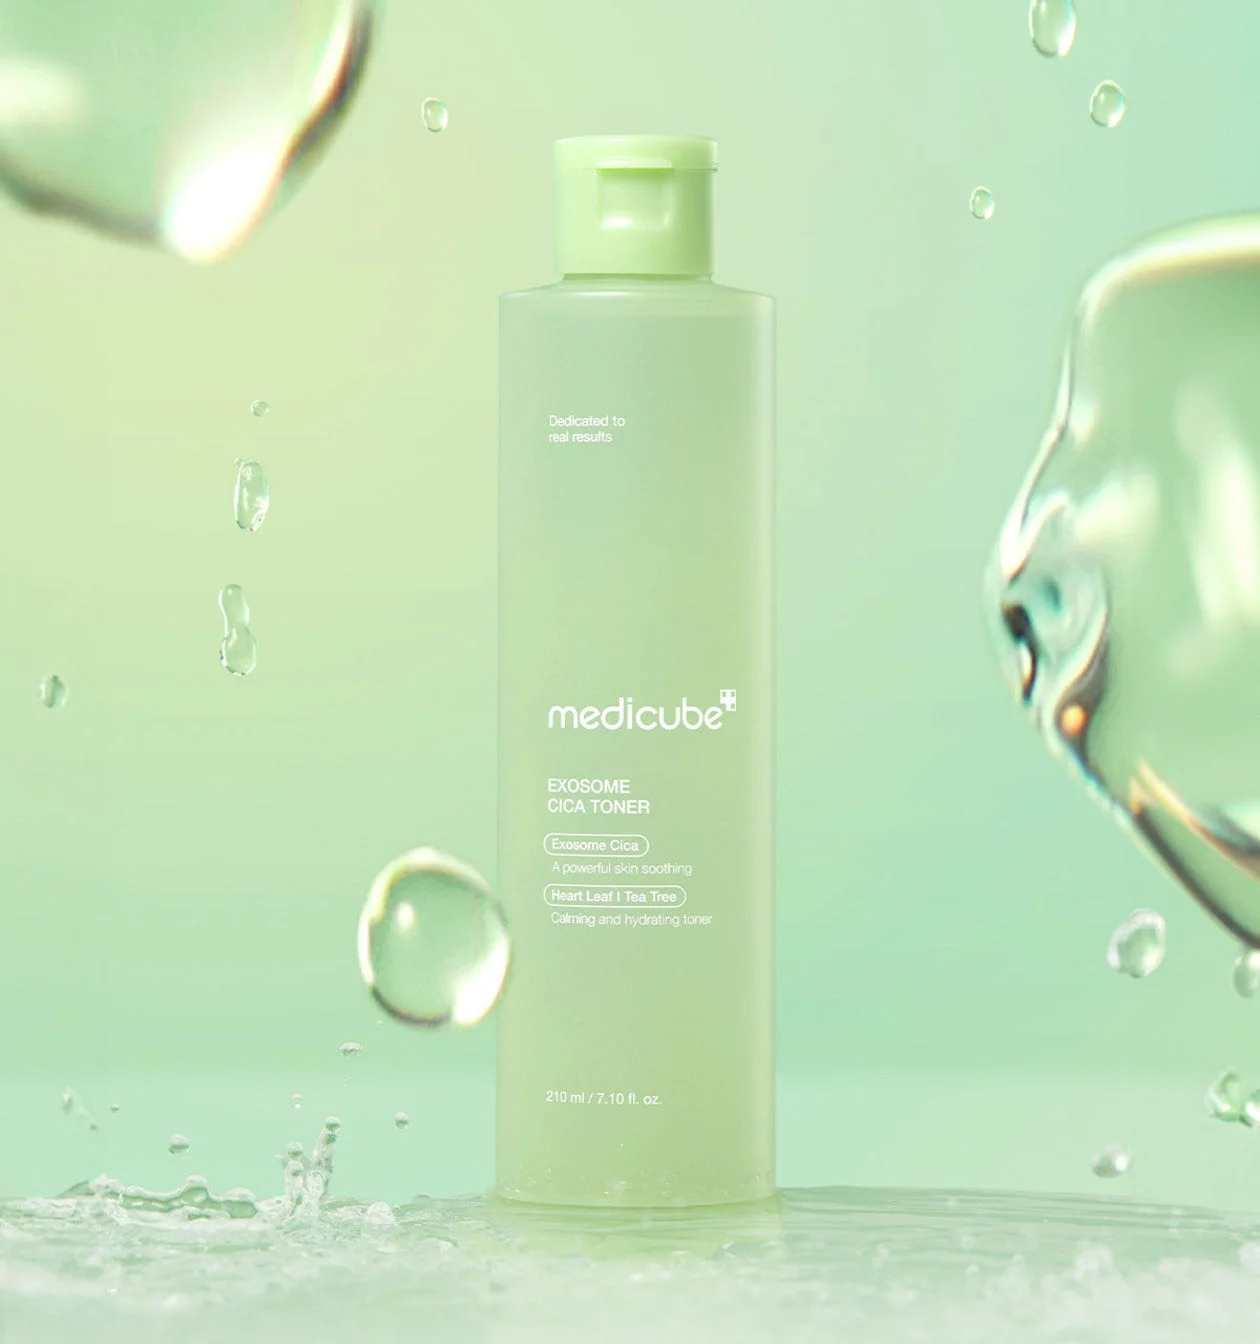 Dedicated to
real results
medicube
EXOSOME
CICA TONER
Exosome Cica
A powerful skin soothing
Heart Leaf I Tea Tree
Calming and hydrating toner
210 ml / 7.10 fl. oz.